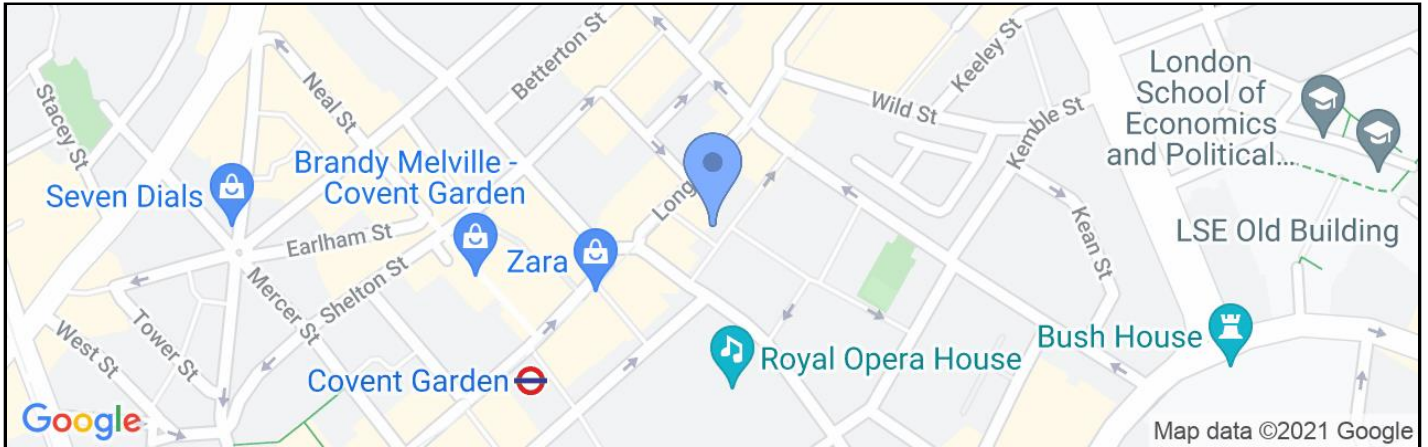 Stacey St
Neal St
Betterton St
Keeley St
Wild St
Kemble St
London
School of
Economics
and Political...
Brandy Melville -
Covent Garden
Seven Dials
Long
Earlham St
Zara
Kean St
LSE Old Building
Shelton St
Mercer St
Tower St
West St
Bush House
Royal Opera House
Covent Garden
Google
Map data ©2021 Google